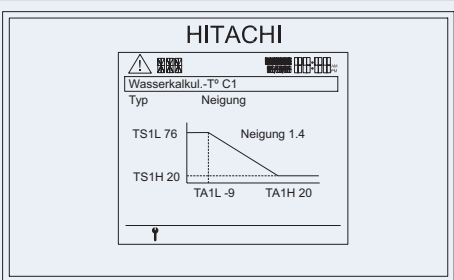 HITACHI
Wasserkalkul.-Tº C1
Typ Neigung
TS1L 76 Neigung 1.4
TS1H 20
TA1L -9 TA1H 20